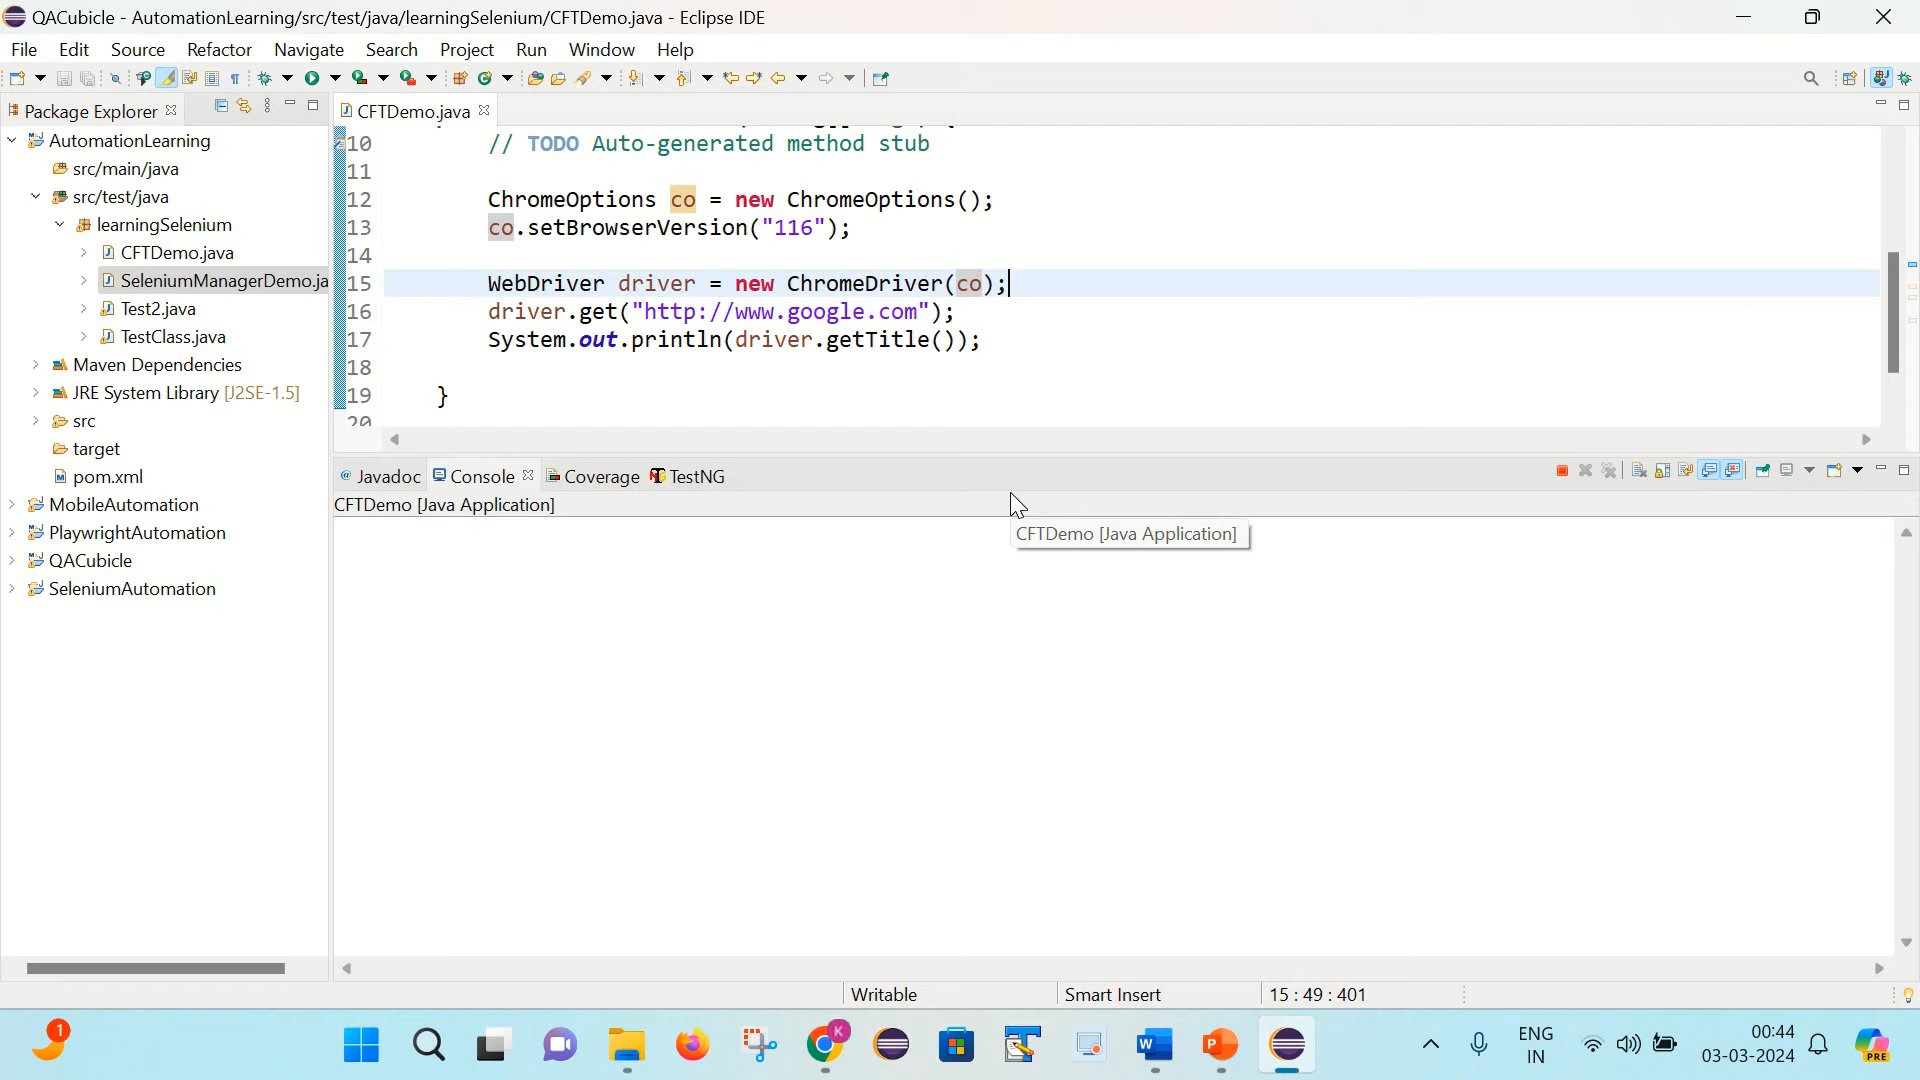 QACubicle - AutomationLearning/src/test/java/learningSelenium/CFTDemo.java - Eclipse IDE
File Edit Source Refactor Navigate Search Project Run Window Help
Package Explorer
AutomationLearning
src/main/java
src/test/java
learningSelenium
CFTDemo.java
SeleniumManagerDemo.ja
Test2.java
TestClass.java
Maven Dependencies
JRE System Library [J2SE-1.5]
src
target
pom.xml
MobileAutomation
PlaywrightAutomation
QACubicle
SeleniumAutomation
CFTDemo.java
10 // TODO Auto-generated method stub
11
12 ChromeOptions co = new ChromeOptions();
13 co.setBrowserVersion("116");
14
15 WebDriver driver = new ChromeDriver(co);
16 driver.get("http://www.google.com");
17 System.out.println(driver.getTitle());
18
19 }
20
Javadoc Console Coverage TestNG
CFTDemo [Java Application]
CFTDemo [Java Application]
Writable Smart Insert 15 : 49 : 401
1
K
W
P
ENG
IN
00:44
03-03-2024
PRE